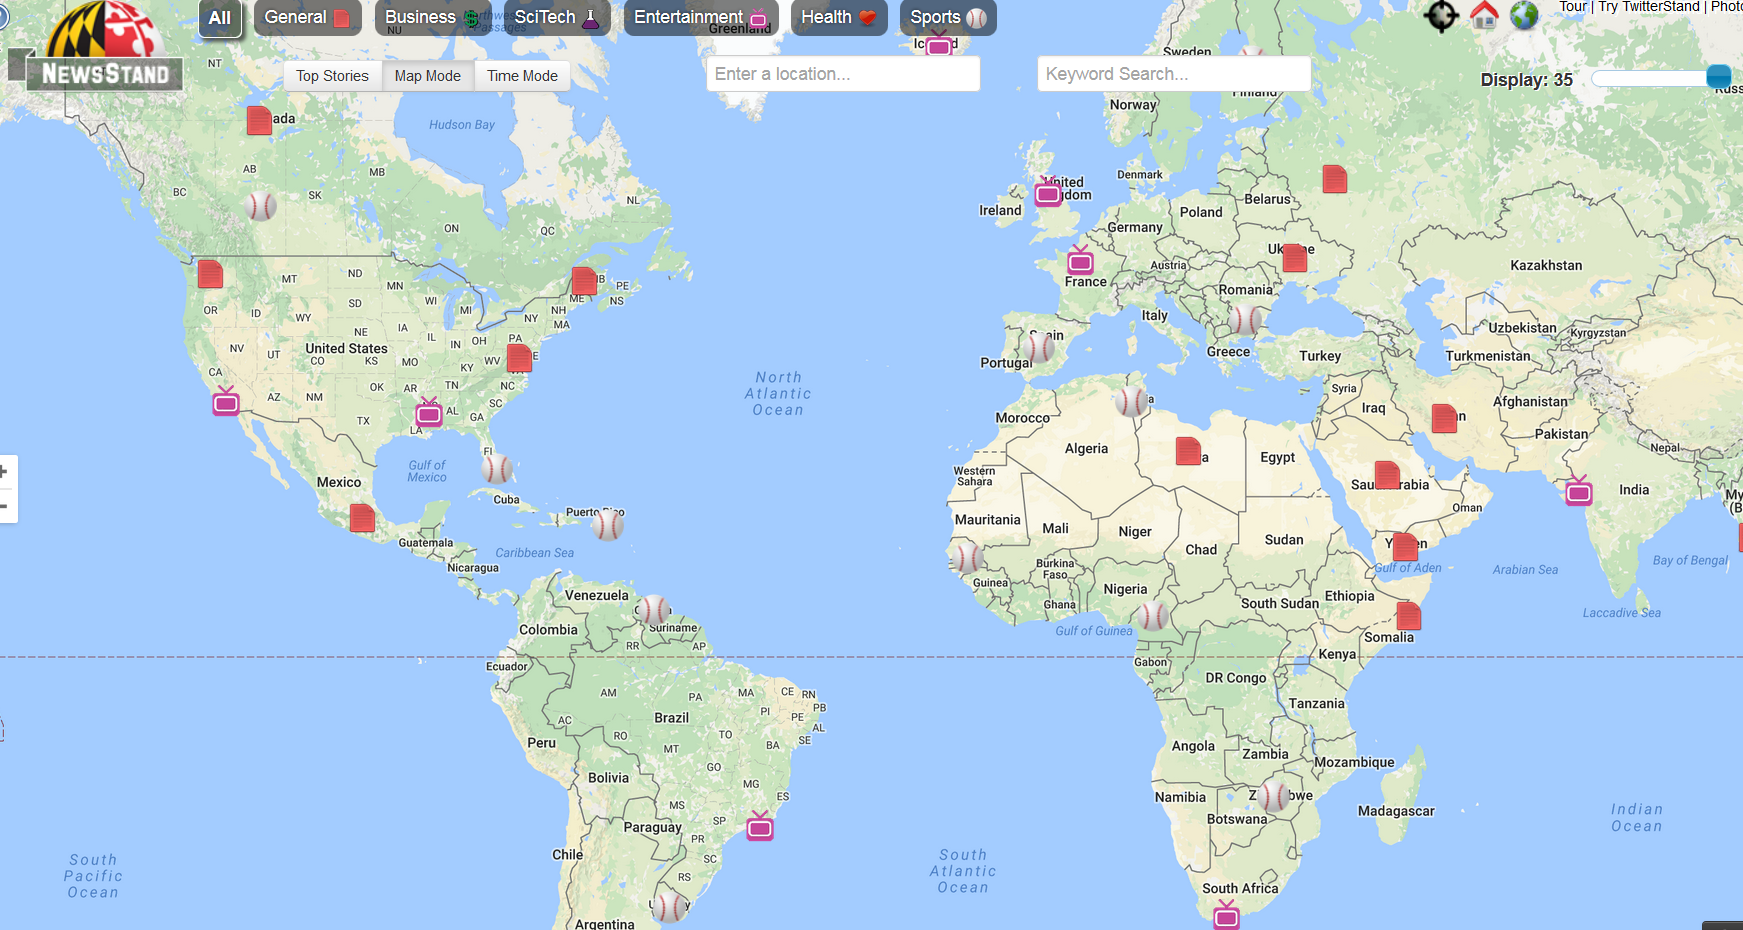 All
General
Business
SciTech
Entertainment
Health
Sports
Tour | Try TwitterStand | Photo
NEWSSTAND
Top Stories
Map Mode
Time Mode
Enter a location...
Keyword Search...
Display: 35
Greenland
NU
NT
Sweden
Norway
Finland
Hudson Bay
AB
BC
SK
MB
ON
QC
NL
PE
NS
ME
NH
MA
NY
PA
Denmark
Ireland
United
Belarus
Poland
Germany
Austria
France
Romania
Italy
Portugal
Greece
Turkey
Kazakhstan
Uzbekistan
Kyrgyzstan
Turkmenistan
Afghanistan
Pakistan
Nepal
India
Syria
Iraq
Oman
MT
ND
MN
WI
MI
OR
ID
WY
SD
NE
IA
IL
IN
OH
WV
NV
UT
United States
CO
KS
MO
KY
CA
AZ
NM
OK
AR
TN
NC
SC
TX
LA
AL
GA
FL
North
Atlantic
Ocean
Gulf of
Mexico
Mexico
Cuba
Puerto Rico
Guatemala
Nicaragua
Caribbean Sea
Morocco
Algeria
Egypt
Western
Sahara
Mauritania
Mali
Niger
Chad
Sudan
Guinea
Burkina
Faso
Ghana
Nigeria
South Sudan
Ethiopia
Somalia
Gulf of Aden
Arabian Sea
Bay of Bengal
Laccadive Sea
Gulf of Guinea
Gabon
Kenya
DR Congo
Tanzania
Angola
Zambia
Mozambique
Namibia
Botswana
Madagascar
South Africa
Venezuela
Colombia
Suriname
Ecuador
RR
AP
AM
PA
MA
CE
RN
PB
PI
PE
AL
SE
AC
RO
TO
BA
MT
GO
MG
ES
MS
SP
PR
SC
RS
Brazil
Peru
Bolivia
Paraguay
Chile
Argentina
South
Pacific
Ocean
South
Atlantic
Ocean
Indian
Ocean